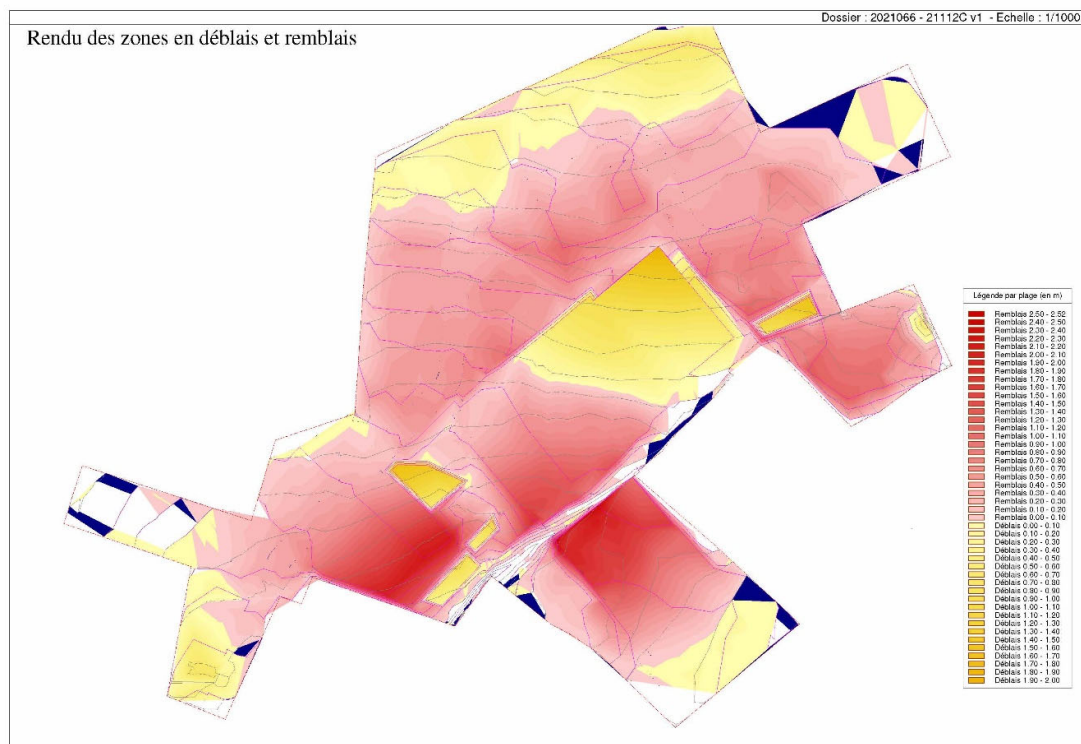 Dossier : 2021066 - 21112C v1 - Echelle : 1/1000
Rendu des zones en déblais et remblais
Légende par plage (en m)
Remblais 2.50 - 2.52
Remblais 2.40 - 2.50
Remblais 2.30 - 2.40
Remblais 2.20 - 2.30
Remblais 2.10 - 2.20
Remblais 2.00 - 2.10
Remblais 1.90 - 2.00
Remblais 1.80 - 1.90
Remblais 1.70 - 1.80
Remblais 1.60 - 1.70
Remblais 1.50 - 1.60
Remblais 1.40 - 1.50
Remblais 1.30 - 1.40
Remblais 1.20 - 1.30
Remblais 1.10 - 1.20
Remblais 1.00 - 1.10
Remblais 0.90 - 1.00
Remblais 0.80 - 0.90
Remblais 0.70 - 0.80
Remblais 0.60 - 0.70
Remblais 0.50 - 0.60
Remblais 0.40 - 0.50
Remblais 0.30 - 0.40
Remblais 0.20 - 0.30
Remblais 0.10 - 0.20
Remblais 0.00 - 0.10
Déblais 0.00 - 0.10
Déblais 0.10 - 0.20
Déblais 0.20 - 0.30
Déblais 0.30 - 0.40
Déblais 0.40 - 0.50
Déblais 0.50 - 0.60
Déblais 0.60 - 0.70
Déblais 0.70 - 0.80
Déblais 0.80 - 0.90
Déblais 0.90 - 1.00
Déblais 1.00 - 1.10
Déblais 1.10 - 1.20
Déblais 1.20 - 1.30
Déblais 1.30 - 1.40
Déblais 1.40 - 1.50
Déblais 1.50 - 1.60
Déblais 1.60 - 1.70
Déblais 1.70 - 1.80
Déblais 1.80 - 1.90
Déblais 1.90 - 2.00